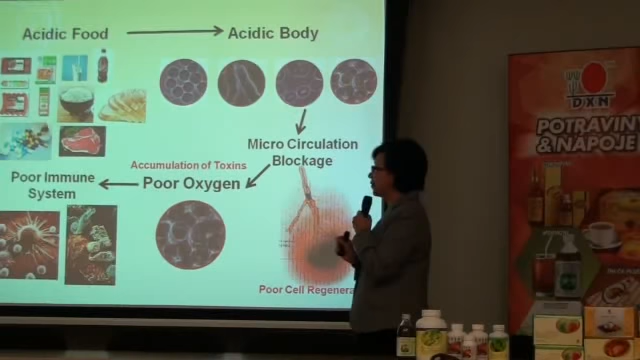 Acidic Food
Acidic Body
Micro Circulation
Blockage
Accumulation of Toxins
Poor Oxygen
Poor Immune
System
Poor Cell Regenera
DXN
POTRAVINY
& NÁPOJE